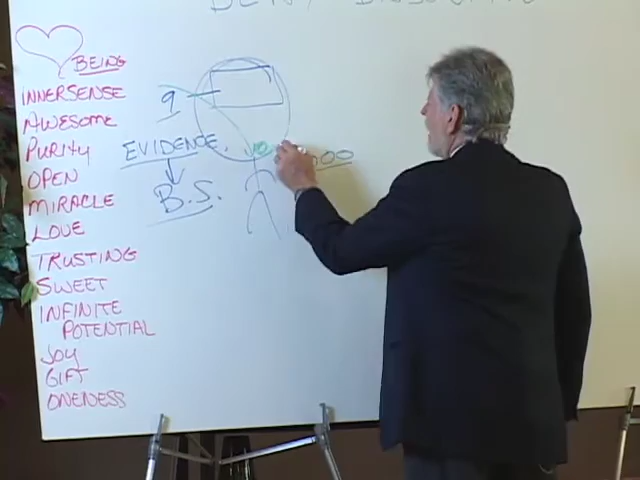 BEING
INNERSENSE
AWESOME
PURITY
OPEN
MIRACLE
LOVE
TRUSTING
SWEET
INFINITE
POTENTIAL
JOY
GIFT
ONENESS
9
EVIDENCE
B.S.